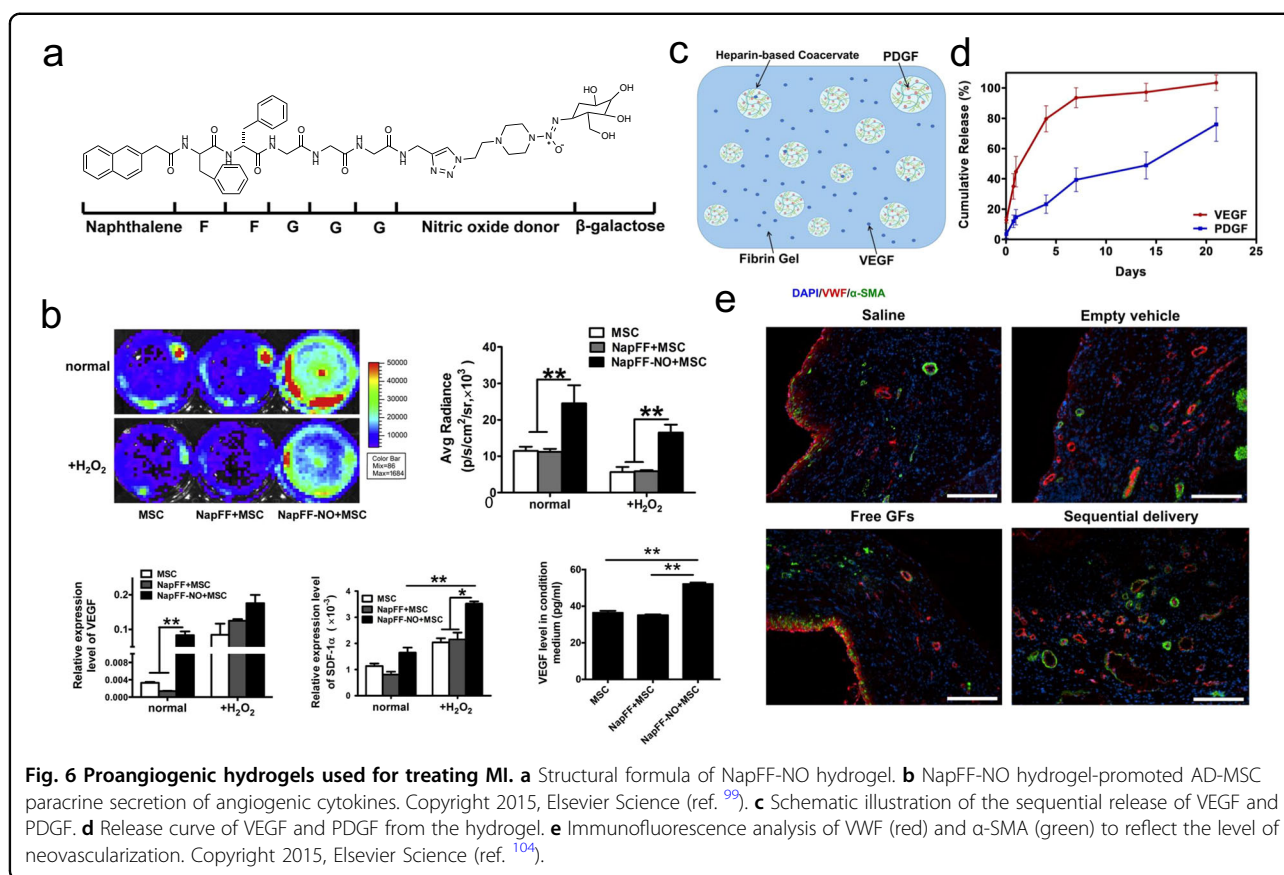 a
O
H
N
O
N
H
O
H
N
O
N
H
O
H
N
O
N
H
N
N
N
N
N
N
N
O
HO
OH
OH
OH
Naphthalene F F G G G Nitric oxide donor β-galactose
c
Heparin-based Coacervate PDGF
Fibrin Gel VEGF
d
Cumulative Release (%)
100
80
60
40
20
0
VEGF
PDGF
0 5 10 15 20 25
Days
b
normal
+H₂O₂
MSC NapFF+MSC NapFF-NO+MSC
50000
40000
30000
20000
10000
Color Bar
Mix=86
Max=1684
MSC
NapFF+MSC
NapFF-NO+MSC
Avg Radiance
(p/s/cm²/sr,×10³)
40
30
20
10
0
**
**
normal +H₂O₂
Relative expression
level of VEGF
0.2
0.1
0.008
0.004
0.000
MSC
NapFF+MSC
NapFF-NO+MSC
**
normal +H₂O₂
Relative expression level
of SDF-1α (×10⁻³)
5
4
3
2
1
0
MSC
NapFF+MSC
NapFF-NO+MSC
**
*
normal +H₂O₂
VEGF level in condition
medium (pg/ml)
60
40
20
0
**
**
MSC
NapFF+MSC
NapFF-NO+MSC
e
DAPI/VWF/α-SMA
Saline Empty vehicle
Free GFs Sequential delivery
Fig. 6 Proangiogenic hydrogels used for treating MI. a Structural formula of NapFF-NO hydrogel. b NapFF-NO hydrogel-promoted AD-MSC
paracrine secretion of angiogenic cytokines. Copyright 2015, Elsevier Science (ref. 99). c Schematic illustration of the sequential release of VEGF and
PDGF. d Release curve of VEGF and PDGF from the hydrogel. e Immunofluorescence analysis of VWF (red) and α-SMA (green) to reflect the level of
neovascularization. Copyright 2015, Elsevier Science (ref. 104).